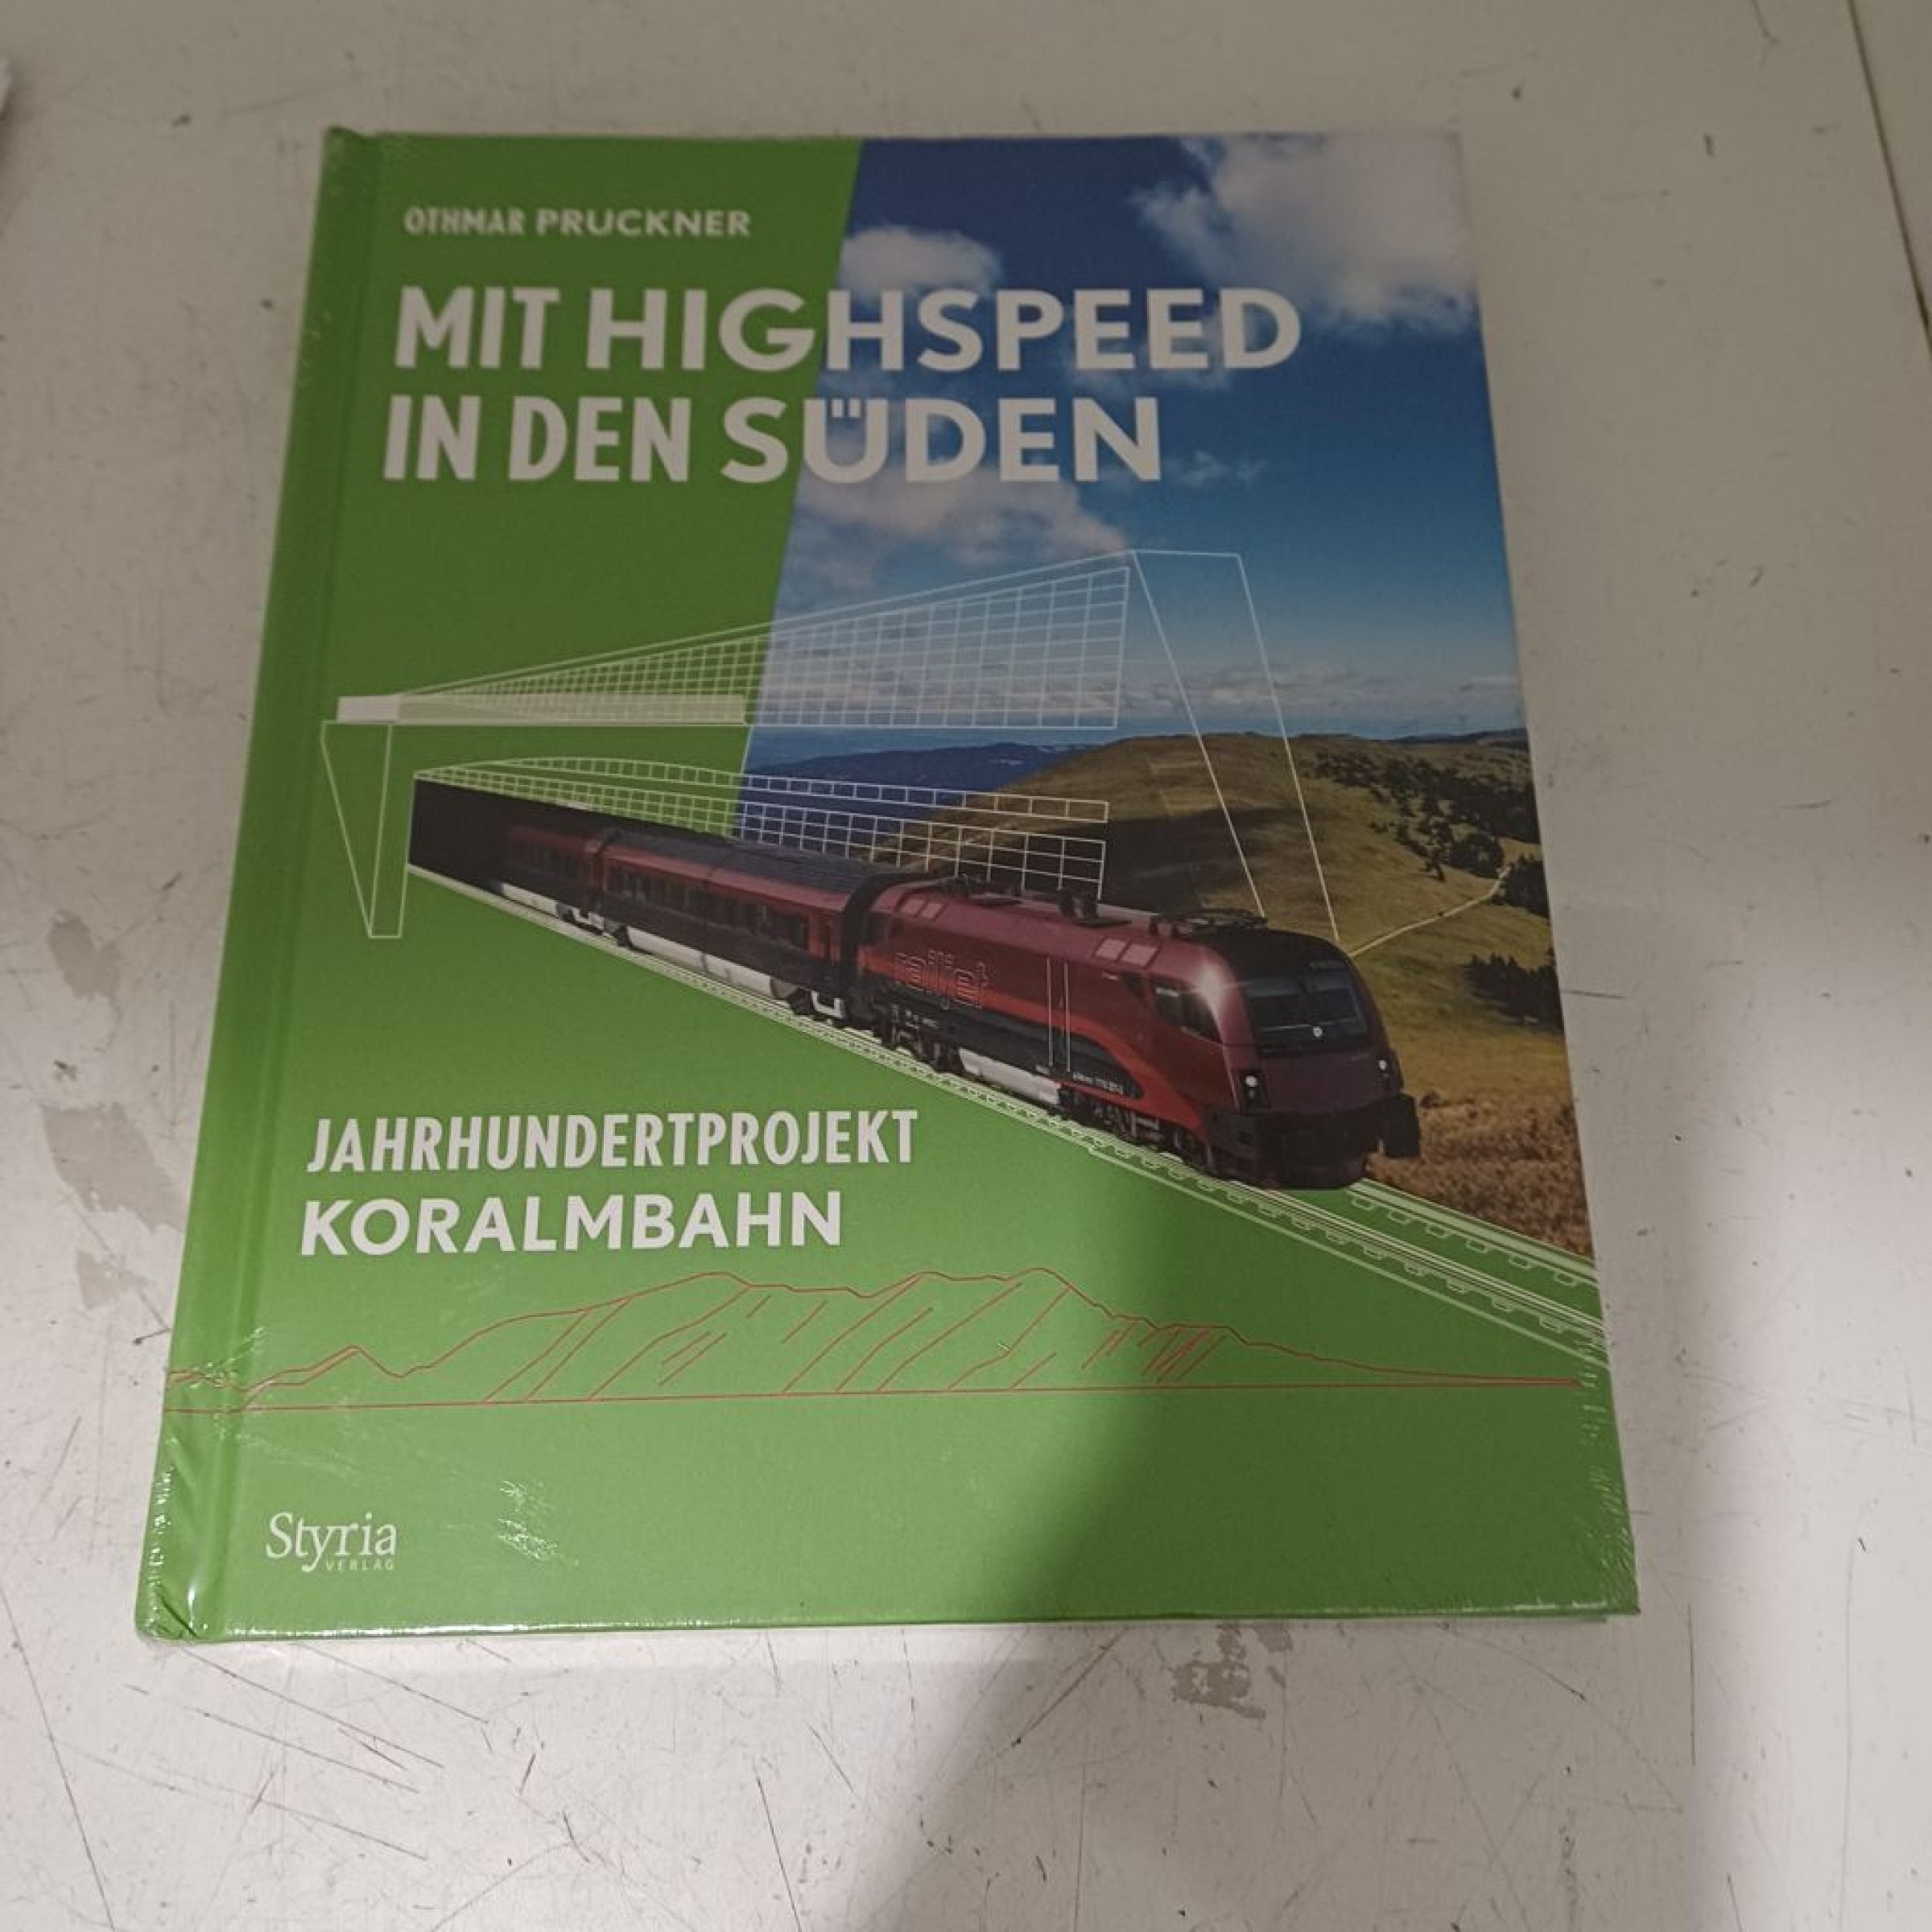 OTHMAR PRUCKNER
MIT HIGHSPEED
IN DEN SÜDEN
railjet
JAHRHUNDERTPROJEKT
KORALMBAHN
Styria
VERLAG